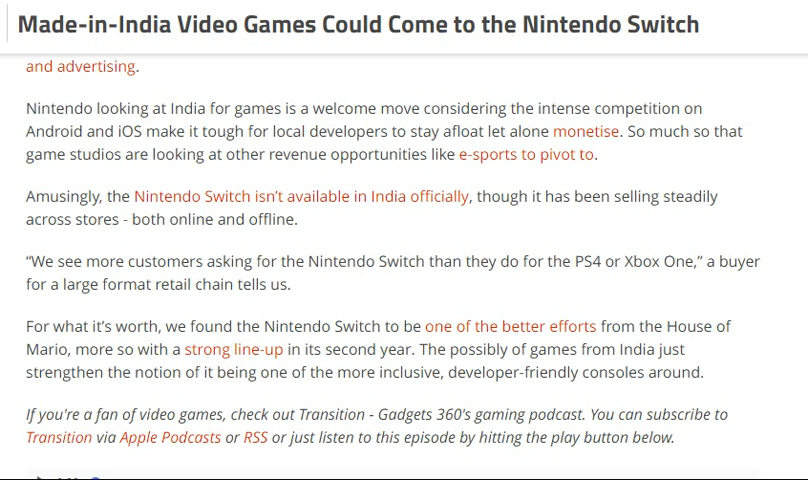 Made-in-India Video Games Could Come to the Nintendo Switch
and advertising.
Nintendo looking at India for games is a welcome move considering the intense competition on
Android and iOS make it tough for local developers to stay afloat let alone monetise. So much so that
game studios are looking at other revenue opportunities like e-sports to pivot to.
Amusingly, the Nintendo Switch isn’t available in India officially, though it has been selling steadily
across stores - both online and offline.
“We see more customers asking for the Nintendo Switch than they do for the PS4 or Xbox One,” a buyer
for a large format retail chain tells us.
For what it’s worth, we found the Nintendo Switch to be one of the better efforts from the House of
Mario, more so with a strong line-up in its second year. The possibly of games from India just
strengthen the notion of it being one of the more inclusive, developer-friendly consoles around.
If you're a fan of video games, check out Transition - Gadgets 360's gaming podcast. You can subscribe to
Transition via Apple Podcasts or RSS or just listen to this episode by hitting the play button below.